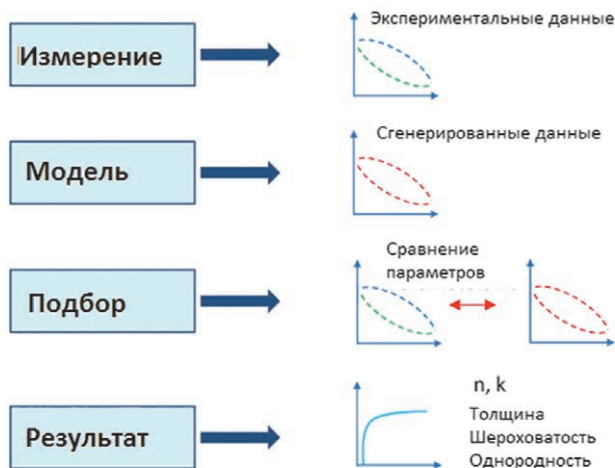 Экспериментальные данные
Измерение
Сгенерированные данные
Модель
Сравнение
параметров
Подбор
n, k
Толщина
Шероховатость
Однородность
Результат